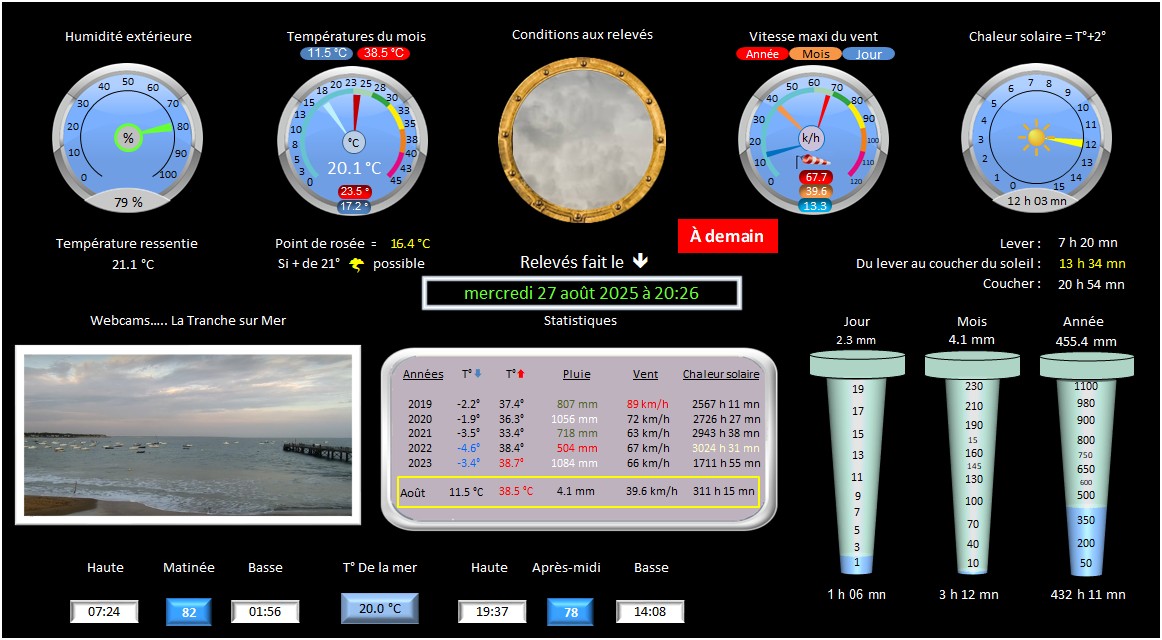 Humidité extérieure
Températures du mois
Conditions aux relevés
Vitesse maxi du vent
Chaleur solaire = T°+2°
11.5 °C 38.5 °C
Année Mois Jour
0 10 20 30 40 50 60 70 80 90 100
%
79 %
0 3 5 8 10 13 15 18 20 23 25 28 30 33 35 38 40 43 45
°C
20.1 °C
23.5 °
17.2 °
0 10 20 30 40 50 60 70 80 90 100 110 120
k/h
67.7
39.6
13.3
0 1 2 3 4 5 6 7 8 9 10 11 12 13 14 15
12 h 03 mn
À demain
Température ressentie
21.1 °C
Point de rosée = 16.4 °C
Si + de 21° possible
Relevés fait le
mercredi 27 août 2025 à 20:26
Lever : 7 h 20 mn
Du lever au coucher du soleil : 13 h 34 mn
Coucher : 20 h 54 mn
Webcams….. La Tranche sur Mer
Statistiques
Années T° T° Pluie Vent Chaleur solaire
2019 -2.2° 37.4° 807 mm 89 km/h 2567 h 11 mn
2020 -1.9° 36.3° 1056 mm 72 km/h 2726 h 27 mn
2021 -3.5° 33.4° 718 mm 63 km/h 2943 h 38 mn
2022 -4.6° 38.4° 504 mm 67 km/h 3024 h 31 mn
2023 -3.4° 38.7° 1084 mm 66 km/h 1711 h 55 mn
Août 11.5 °C 38.5 °C 4.1 mm 39.6 km/h 311 h 15 mn
Jour
2.3 mm
19
17
15
13
11
9
7
5
3
1
1 h 06 mn
Mois
4.1 mm
230
210
190
15
160
145
130
100
70
40
10
3 h 12 mn
Année
455.4 mm
1100
980
900
800
750
650
600
500
350
200
50
432 h 11 mn
Haute Matinée Basse T° De la mer Haute Après-midi Basse
07:24 82 01:56 20.0 °C 19:37 78 14:08